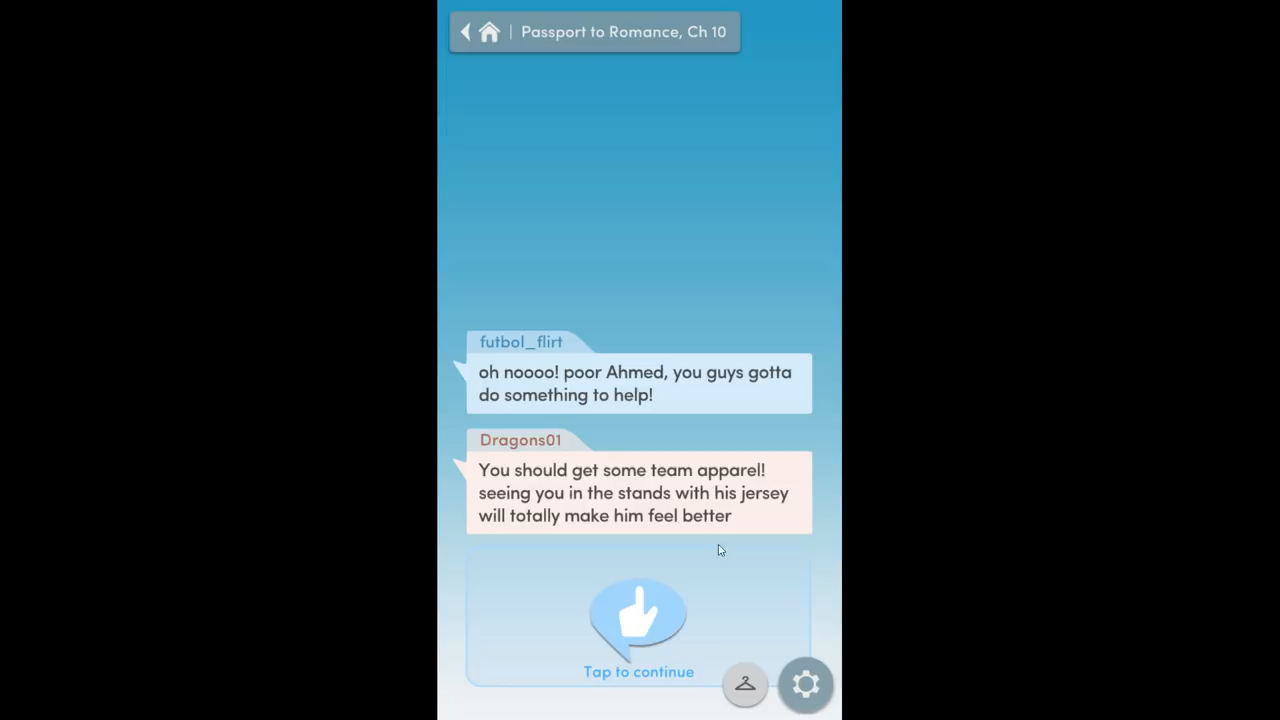 Passport to Romance, Ch 10
futbol_flirt
oh noooo! poor Ahmed, you guys gotta
do something to help!
Dragons01
You should get some team apparel!
seeing you in the stands with his jersey
will totally make him feel better
Tap to continue